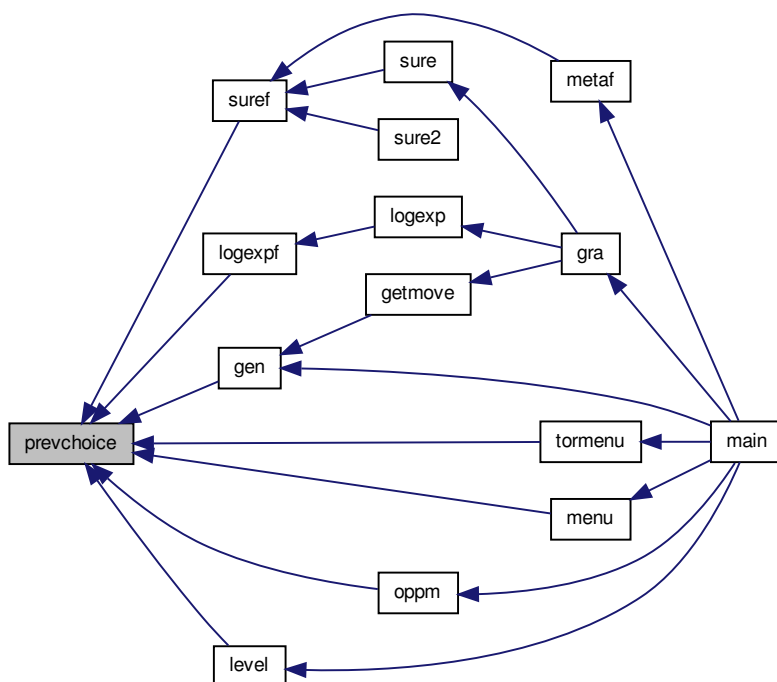 sure
metaf
suref
sure2
logexp
logexpf
gra
getmove
gen
prevchoice
tormenu
main
menu
oppm
level